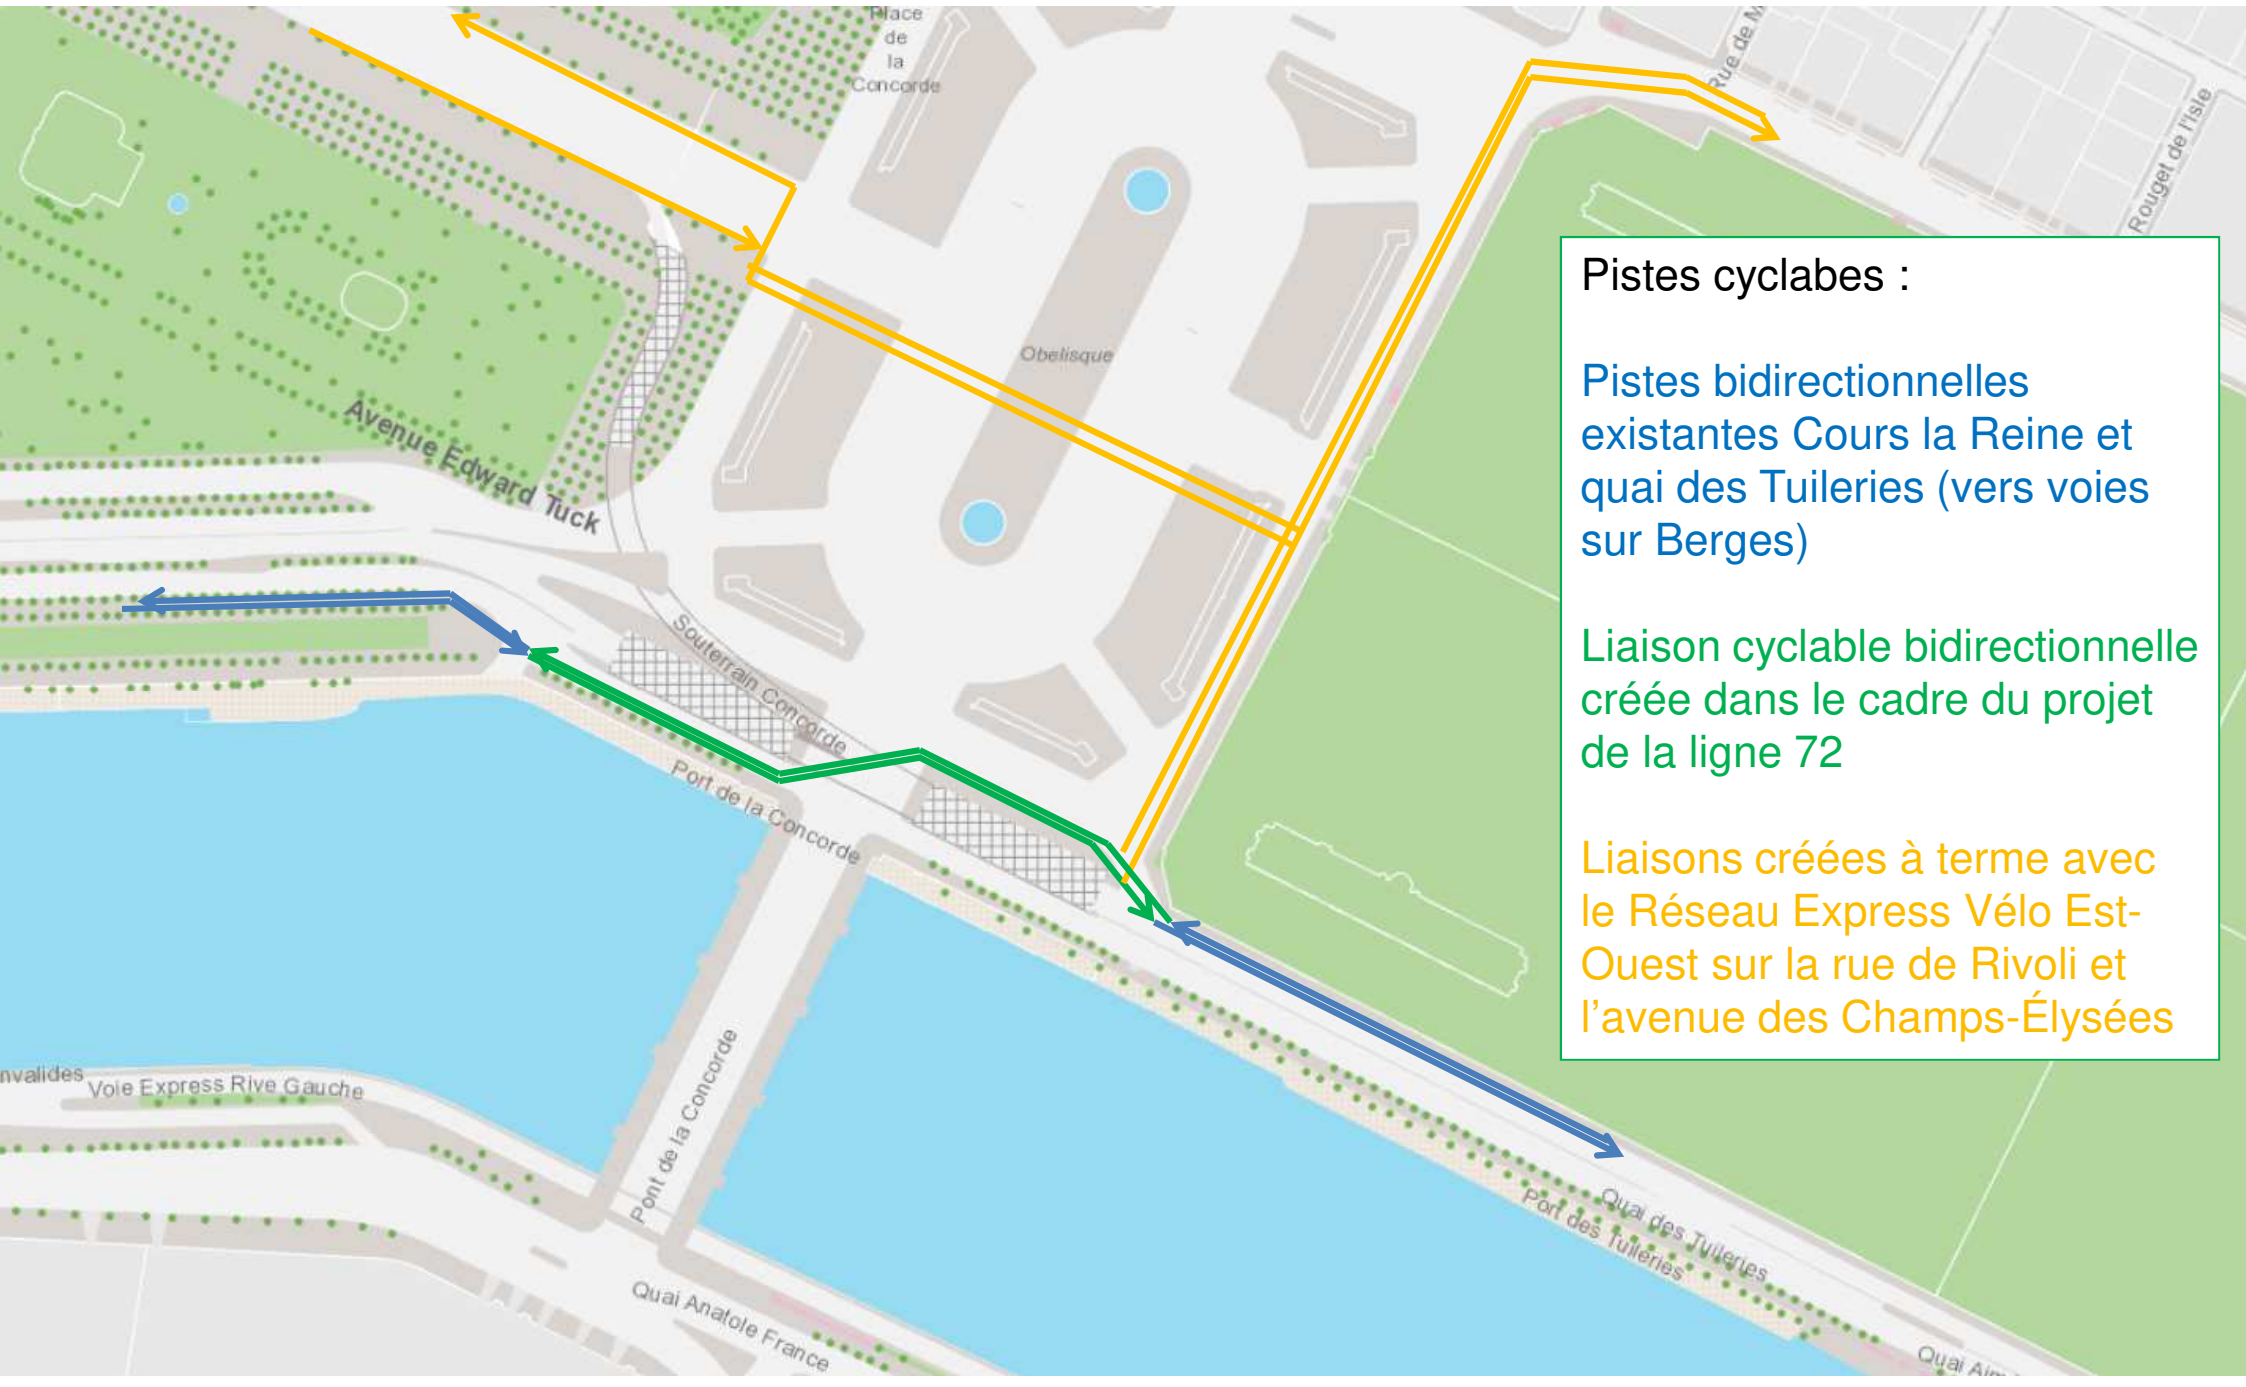 Place
de
la
Concorde
Rouget de l'Isle
Obelisque
Avenue Edward Tuck
Souterrain Concorde
Port de la Concorde
Pont de la Concorde
Voie Express Rive Gauche
Quai Anatole France
Quai des Tuileries
Port des Tuileries
Pistes cyclabes :
Pistes bidirectionnelles
existantes Cours la Reine et
quai des Tuileries (vers voies
sur Berges)
Liaison cyclable bidirectionnelle
créée dans le cadre du projet
de la ligne 72
Liaisons créées à terme avec
le Réseau Express Vélo Est-
Ouest sur la rue de Rivoli et
l’avenue des Champs-Élysées
Rue de
nvalides
Quai